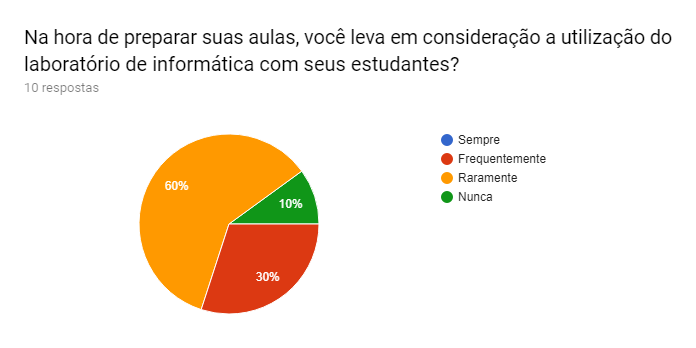 Na hora de preparar suas aulas, você leva em consideração a utilização do
laboratório de informática com seus estudantes?
10 respostas
Sempre
Frequentemente
Raramente
Nunca
60%
10%
30%